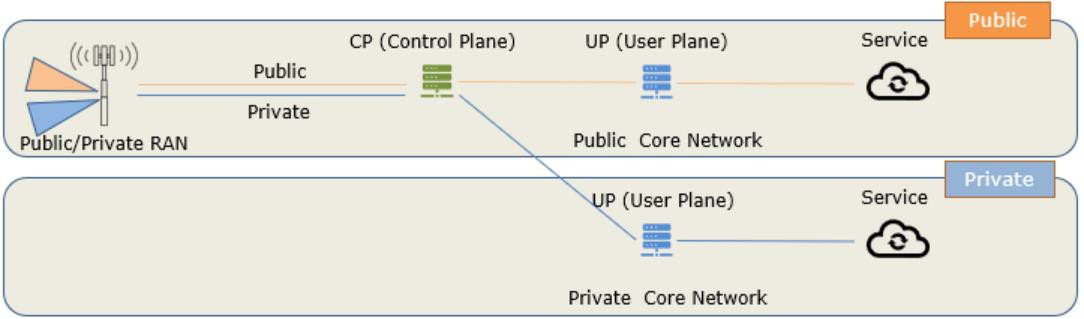 Public
CP (Control Plane)
UP (User Plane)
Service
Public
Private
Public/Private RAN
Public Core Network
Private
UP (User Plane)
Service
Private Core Network